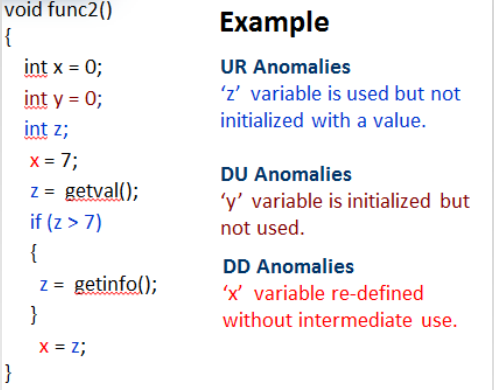 void func2()
{
int x = 0;
int y = 0;
int z;
x = 7;
z = getval();
if (z > 7)
{
z = getinfo();
}
x = z;
}
Example
UR Anomalies
‘z’ variable is used but not
initialized with a value.
DU Anomalies
‘y’ variable is initialized but
not used.
DD Anomalies
‘x’ variable re-defined
without intermediate use.